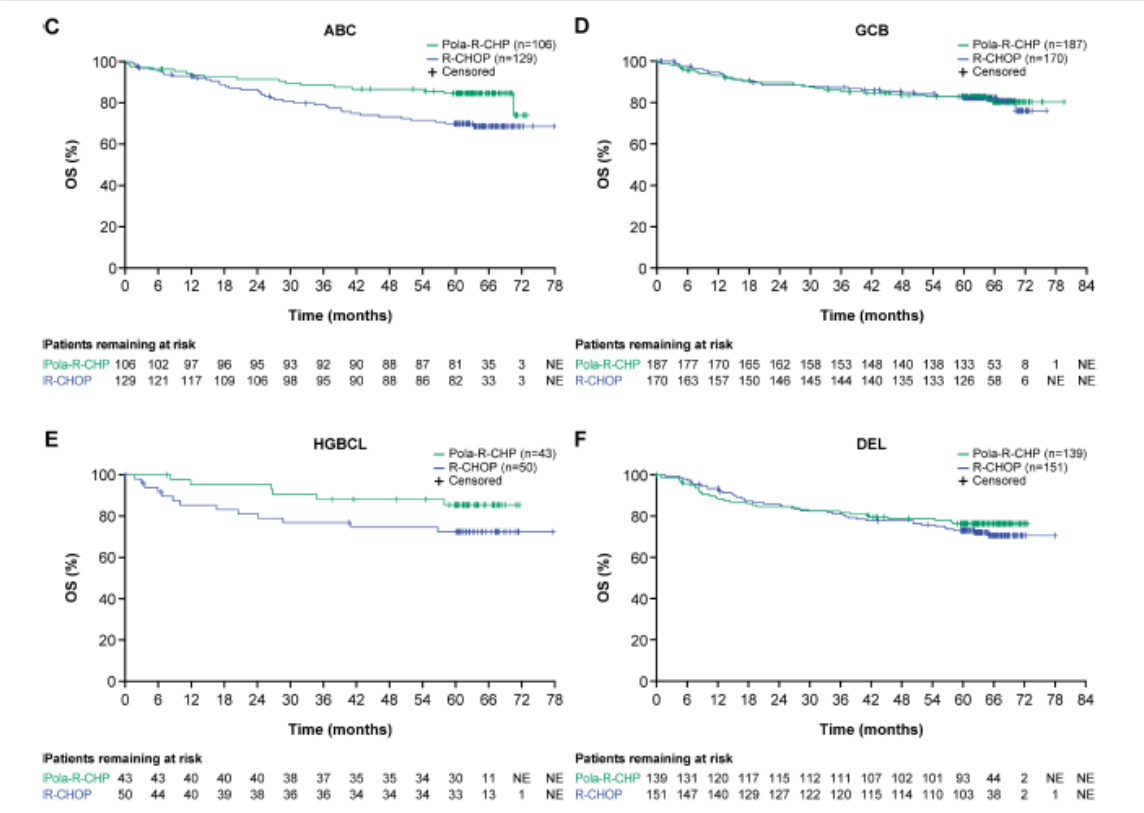 C
ABC
Pola-R-CHP (n=106)
R-CHOP (n=129)
Censored
100
80
60
40
20
0
OS (%)
0 6 12 18 24 30 36 42 48 54 60 66 72 78
Time (months)
Patients remaining at risk
Pola-R-CHP 106 102 97 96 95 93 92 90 88 87 81 35 3 NE
R-CHOP 129 121 117 109 106 98 95 90 88 86 82 33 3 NE
D
GCB
Pola-R-CHP (n=187)
R-CHOP (n=170)
Censored
100
80
60
40
20
0
OS (%)
0 6 12 18 24 30 36 42 48 54 60 66 72 78 84
Time (months)
Patients remaining at risk
Pola-R-CHP 187 177 170 165 162 158 153 148 140 138 133 53 8 1 NE
R-CHOP 170 163 157 150 146 145 144 140 135 133 126 58 6 NE NE
E
HGBCL
Pola-R-CHP (n=43)
R-CHOP (n=50)
Censored
100
80
60
40
20
0
OS (%)
0 6 12 18 24 30 36 42 48 54 60 66 72 78
Time (months)
Patients remaining at risk
Pola-R-CHP 43 43 40 40 40 38 37 35 35 34 30 11 NE NE
R-CHOP 50 44 40 39 38 36 36 34 34 34 33 13 1 NE
F
DEL
Pola-R-CHP (n=139)
R-CHOP (n=151)
Censored
100
80
60
40
20
0
OS (%)
0 6 12 18 24 30 36 42 48 54 60 66 72 78 84
Time (months)
Patients remaining at risk
Pola-R-CHP 139 131 120 117 115 112 111 107 102 101 93 44 2 NE NE
R-CHOP 151 147 140 129 127 122 120 115 114 110 103 38 2 1 NE